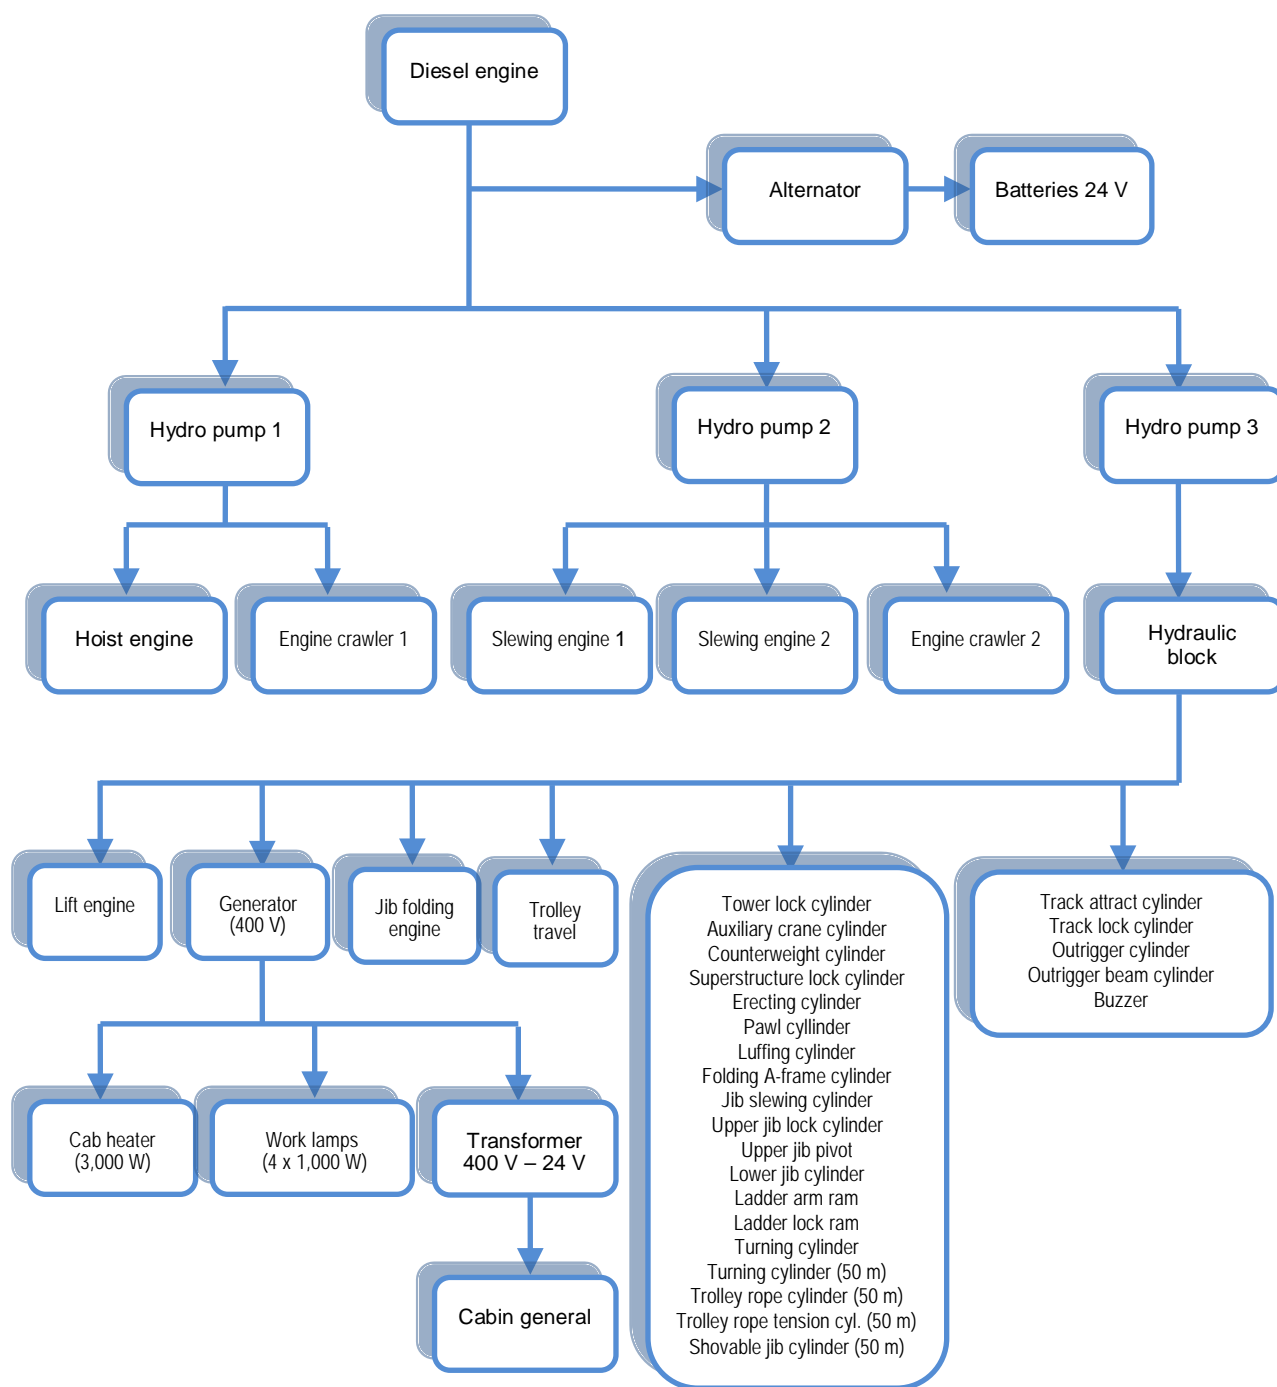 Diesel engine
Alternator
Batteries 24 V
Hydro pump 1
Hydro pump 2
Hydro pump 3
Hoist engine
Engine crawler 1
Slewing engine 1
Slewing engine 2
Engine crawler 2
Hydraulic
block
Lift engine
Generator
(400 V)
Jib folding
engine
Trolley
travel
Tower lock cylinder
Auxiliary crane cylinder
Counterweight cylinder
Superstructure lock cylinder
Erecting cylinder
Pawl cyllinder
Luffing cylinder
Folding A-frame cylinder
Jib slewing cylinder
Upper jib lock cylinder
Upper jib pivot
Lower jib cylinder
Ladder arm ram
Ladder lock ram
Turning cylinder
Turning cylinder (50 m)
Trolley rope cylinder (50 m)
Trolley rope tension cyl. (50 m)
Shovable jib cylinder (50 m)
Track attract cylinder
Track lock cylinder
Outrigger cylinder
Outrigger beam cylinder
Buzzer
Cab heater
(3,000 W)
Work lamps
(4 x 1,000 W)
Transformer
400 V – 24 V
Cabin general